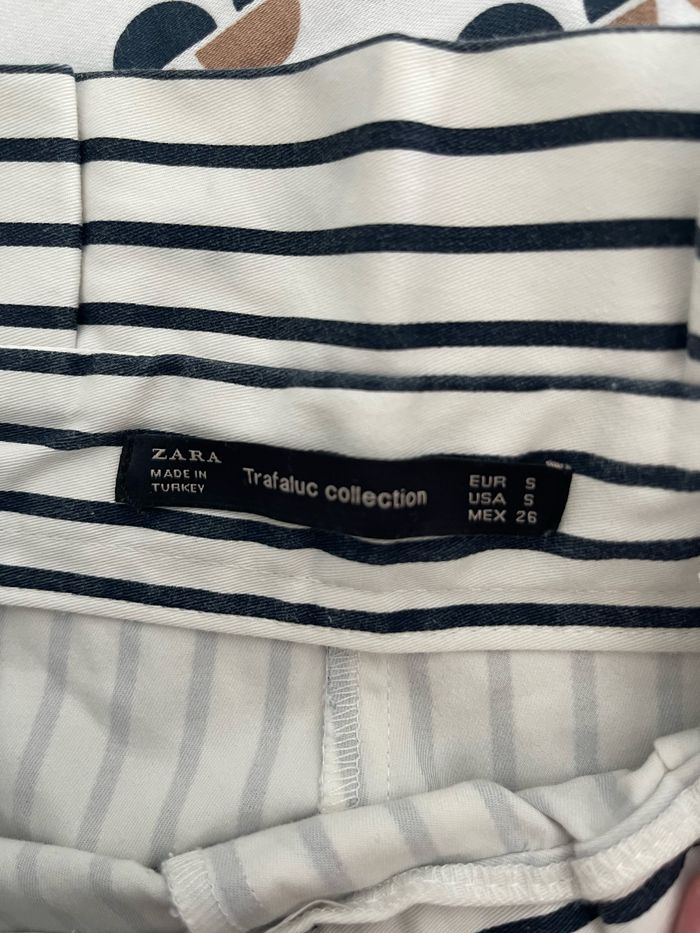 ZARA
MADE IN
TURKEY
Trafaluc collection
EUR S
USA S
MEX 26